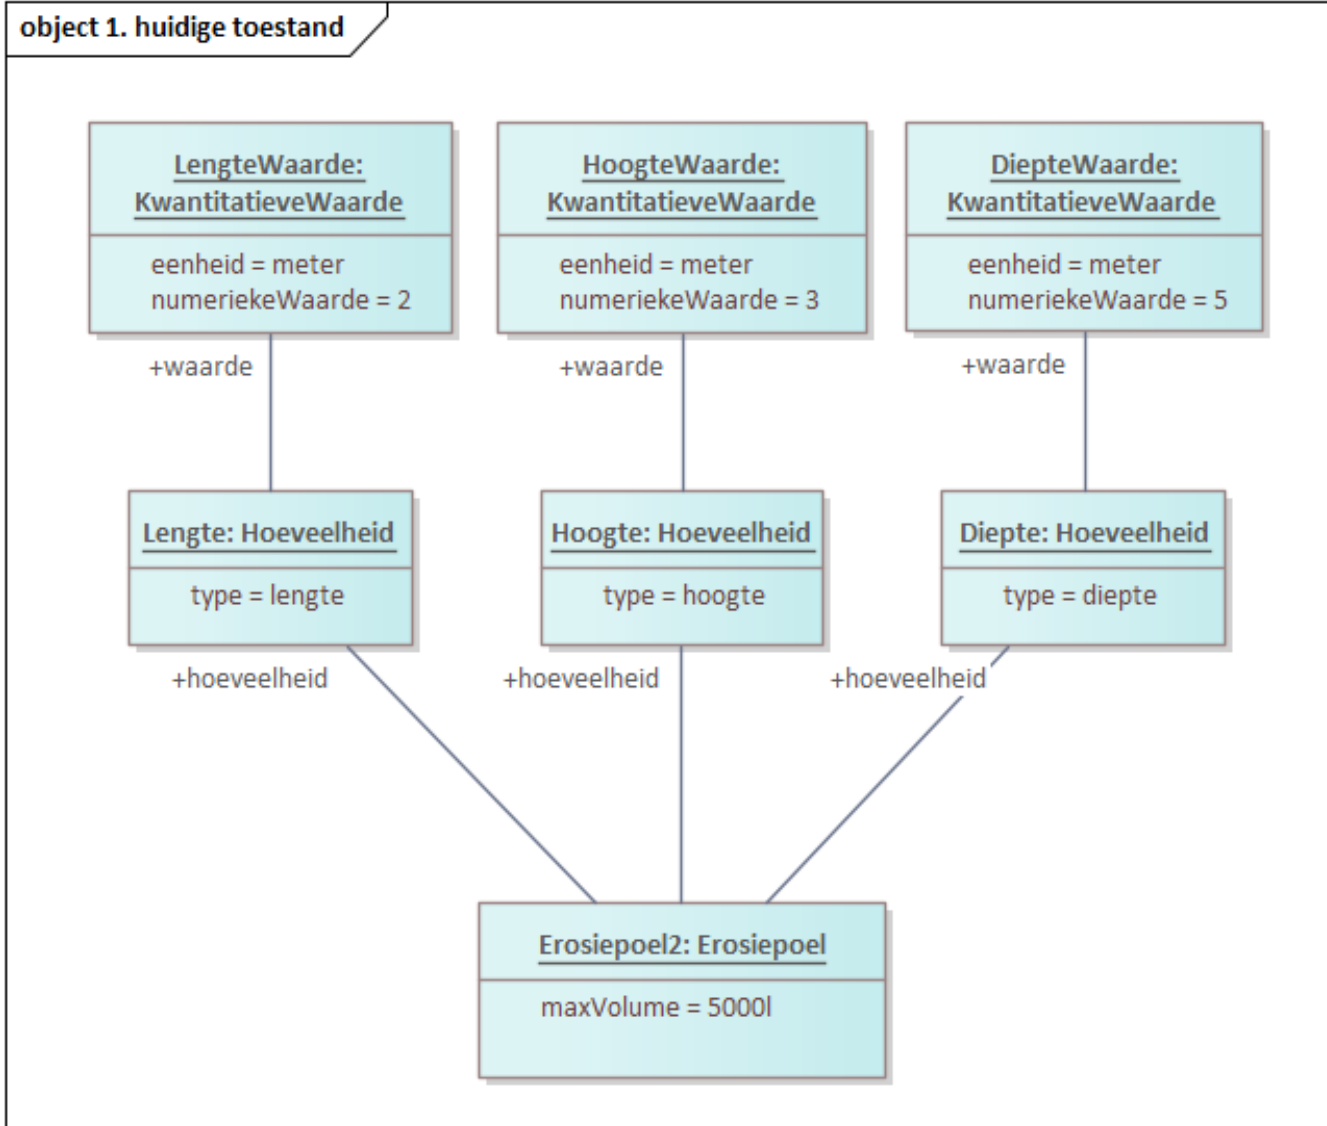 object 1. huidige toestand
LengteWaarde:
KwantitatieveWaarde
eenheid = meter
numeriekeWaarde = 2
HoogteWaarde:
KwantitatieveWaarde
eenheid = meter
numeriekeWaarde = 3
DiepteWaarde:
KwantitatieveWaarde
eenheid = meter
numeriekeWaarde = 5
+waarde
+waarde
+waarde
Lengte: Hoeveelheid
type = lengte
Hoogte: Hoeveelheid
type = hoogte
Diepte: Hoeveelheid
type = diepte
+hoeveelheid
+hoeveelheid
+hoeveelheid
Erosiepoel2: Erosiepoel
maxVolume = 5000l